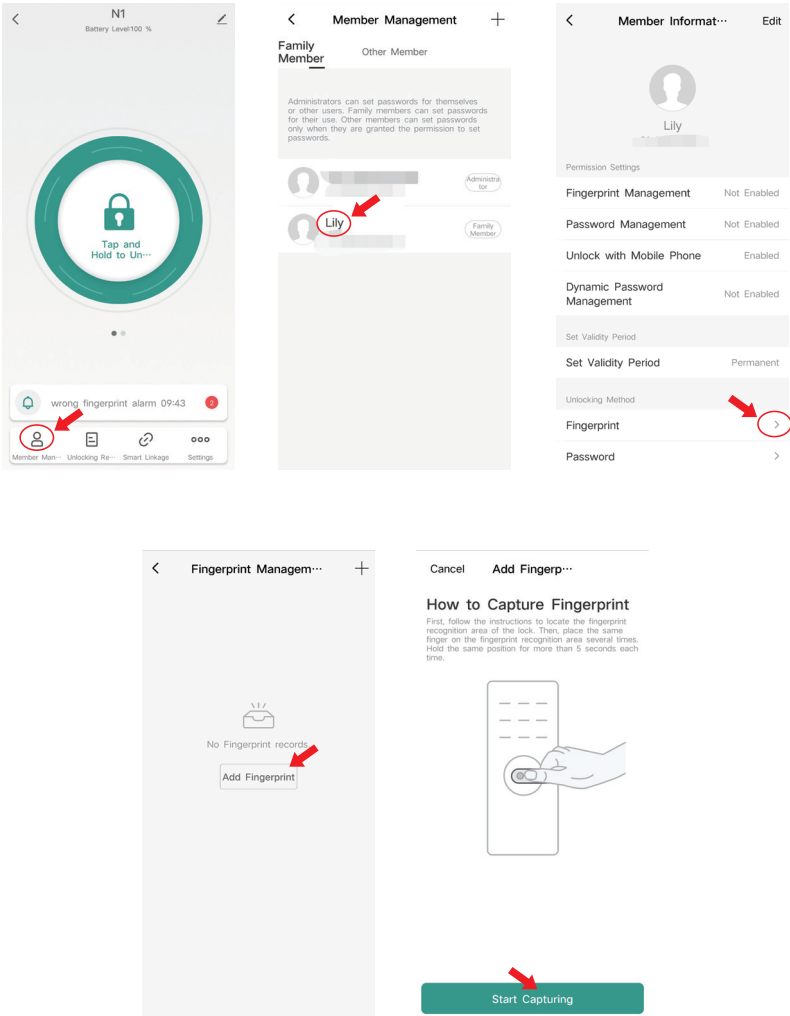 N1
Battery Level:100 %
Tap and
Hold to Un···
wrong fingerprint alarm 09:43
2
Member Man···
Unlocking Re···
Smart Linkage
Settings
Member Management
Family
Member
Other Member
Administrators can set passwords for themselves
or other users. Family members can set passwords
for their use. Other members can set passwords
only when they are granted the permission to set
passwords.
Administra
tor
Lily
Family
Member
Member Informat···
Edit
Lily
Permission Settings
Fingerprint Management Not Enabled
Password Management Not Enabled
Unlock with Mobile Phone Enabled
Dynamic Password
Management
Not Enabled
Set Validity Period
Set Validity Period Permanent
Unlocking Method
Fingerprint
Password
Fingerprint Managem···
No Fingerprint records
Add Fingerprint
Cancel
Add Fingerp···
How to Capture Fingerprint
First, follow the instructions to locate the fingerprint
recognition area of the lock. Then, place the same
finger on the fingerprint recognition area several times.
Hold the same position for more than 5 seconds each
time.
Start Capturing